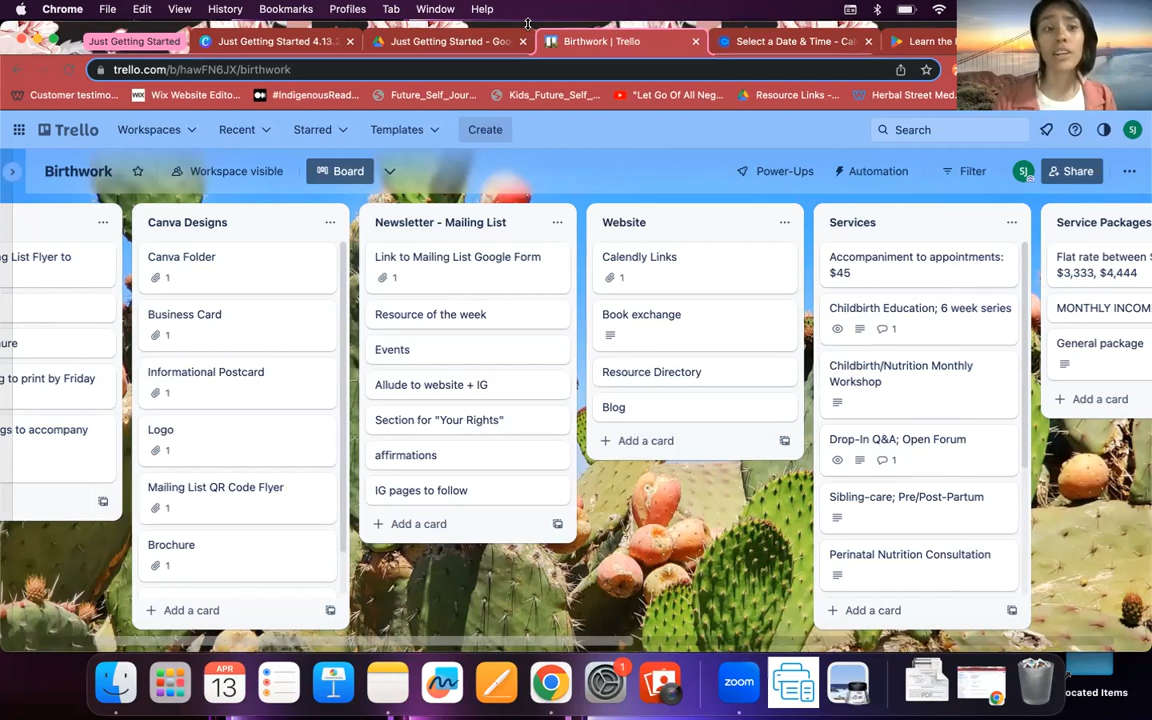 Chrome File Edit View History Bookmarks Profiles Tab Window Help
Just Getting Started
Just Getting Started 4.13.
Just Getting Started - Goo
Birthwork | Trello
Select a Date & Time - Cal
Learn the
trello.com/b/hawFN6JX/birthwork
Customer testimo...
Wix Website Edito...
#IndigenousRead...
Future_Self_Jour...
Kids_Future_Self_...
"Let Go Of All Neg...
Resource Links -...
Herbal Street Med.
Trello
Workspaces
Recent
Starred
Templates
Create
Search
SJ
Birthwork
Workspace visible
Board
Power-Ups
Automation
Filter
SJ
Share
ng List Flyer to
g to print by Friday
gs to accompany
Canva Designs
Canva Folder
1
Business Card
1
Informational Postcard
1
Logo
1
Mailing List QR Code Flyer
1
Brochure
1
+ Add a card
Newsletter - Mailing List
Link to Mailing List Google Form
1
Resource of the week
Events
Allude to website + IG
Section for "Your Rights"
affirmations
IG pages to follow
+ Add a card
Website
Calendly Links
1
Book exchange
Resource Directory
Blog
+ Add a card
Services
Accompaniment to appointments:
$45
Childbirth Education; 6 week series
1
Childbirth/Nutrition Monthly
Workshop
Drop-In Q&A; Open Forum
1
Sibling-care; Pre/Post-Partum
Perinatal Nutrition Consultation
+ Add a card
Service Packages
Flat rate between
$3,333, $4,444
MONTHLY INCOM
General package
+ Add a card
APR
13
1
zoom
PDF
ocated Items